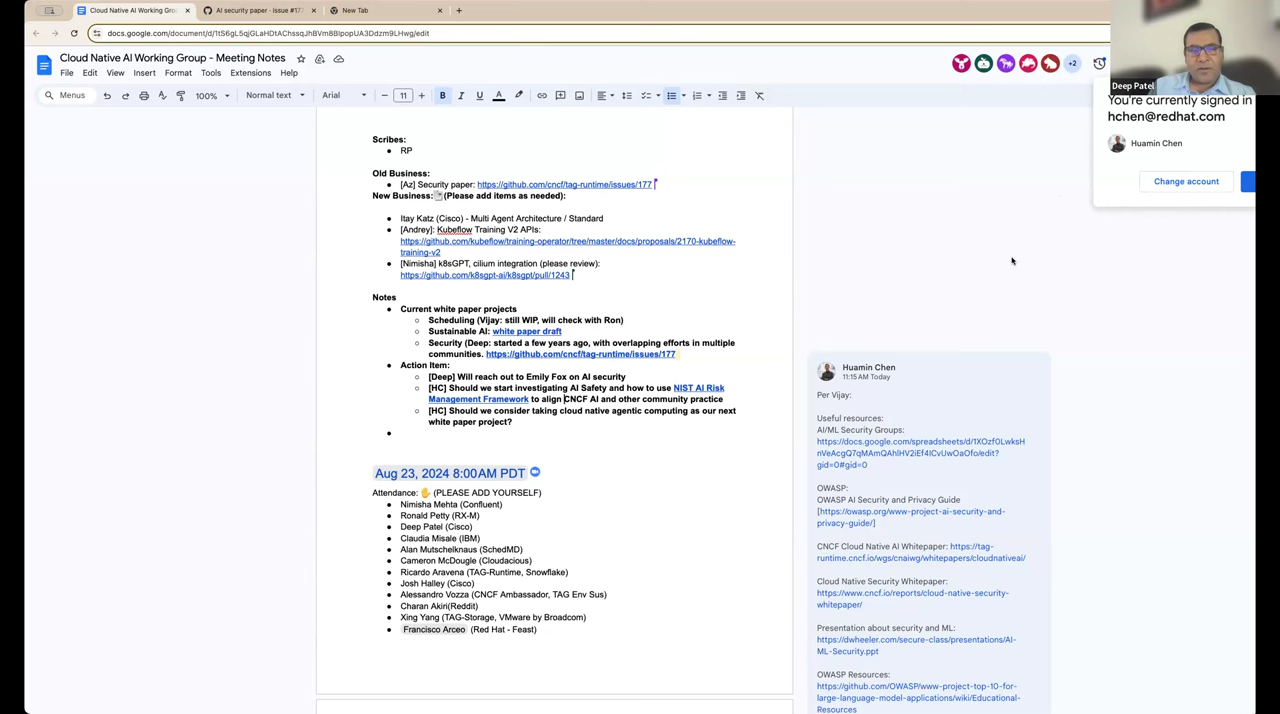 Cloud Native AI Working Gro
AI security paper · Issue #177
New Tab
docs.google.com/document/d/1tS6gL5qjGLaHDtAChssqJhBVm8BlpopUA3Ddzm9LHwg/edit
Cloud Native AI Working Group - Meeting Notes
File Edit View Insert Format Tools Extensions Help
+2
Menus
100%
Normal text
Arial
11
Deep Patel
You're currently signed in
hchen@redhat.com
Huamin Chen
Change account
Scribes:
RP
Old Business:
[Az] Security paper: https://github.com/cncf/tag-runtime/issues/177
New Business: (Please add items as needed):
Itay Katz (Cisco) - Multi Agent Architecture / Standard
[Andrey]: Kubeflow Training V2 APIs:
https://github.com/kubeflow/training-operator/tree/master/docs/proposals/2170-kubeflow-
training-v2
[Nimisha] k8sGPT, cilium integration (please review):
https://github.com/k8sgpt-ai/k8sgpt/pull/1243
Notes
Current white paper projects
Scheduling (Vijay: still WIP, will check with Ron)
Sustainable AI: white paper draft
Security (Deep: started a few years ago, with overlapping efforts in multiple
communities. https://github.com/cncf/tag-runtime/issues/177
Action Item:
[Deep] Will reach out to Emily Fox on AI security
[HC] Should we start investigating AI Safety and how to use NIST AI Risk
Management Framework to align CNCF AI and other community practice
[HC] Should we consider taking cloud native agentic computing as our next
white paper project?
Aug 23, 2024 8:00AM PDT
Attendance: (PLEASE ADD YOURSELF)
Nimisha Mehta (Confluent)
Ronald Petty (RX-M)
Deep Patel (Cisco)
Claudia Misale (IBM)
Alan Mutschelknaus (SchedMD)
Cameron McDougle (Cloudacious)
Ricardo Aravena (TAG-Runtime, Snowflake)
Josh Halley (Cisco)
Alessandro Vozza (CNCF Ambassador, TAG Env Sus)
Charan Akiri(Reddit)
Xing Yang (TAG-Storage, VMware by Broadcom)
Francisco Arceo (Red Hat - Feast)
Huamin Chen
11:15 AM Today
Per Vijay:
Useful resources:
AI/ML Security Groups:
https://docs.google.com/spreadsheets/d/1XOzf0LwksH
nVeAcgQ7qMAmQAhlHV2iEf4ICvUwOaOfo/edit?
gid=0#gid=0
OWASP:
OWASP AI Security and Privacy Guide
[https://owasp.org/www-project-ai-security-and-
privacy-guide/]
CNCF Cloud Native AI Whitepaper: https://tag-
runtime.cncf.io/wgs/cnaiwg/whitepapers/cloudnativeai/
Cloud Native Security Whitepaper:
https://www.cncf.io/reports/cloud-native-security-
whitepaper/
Presentation about security and ML:
https://dwheeler.com/secure-class/presentations/AI-
ML-Security.ppt
OWASP Resources:
https://github.com/OWASP/www-project-top-10-for-
large-language-model-applications/wiki/Educational-
Resources